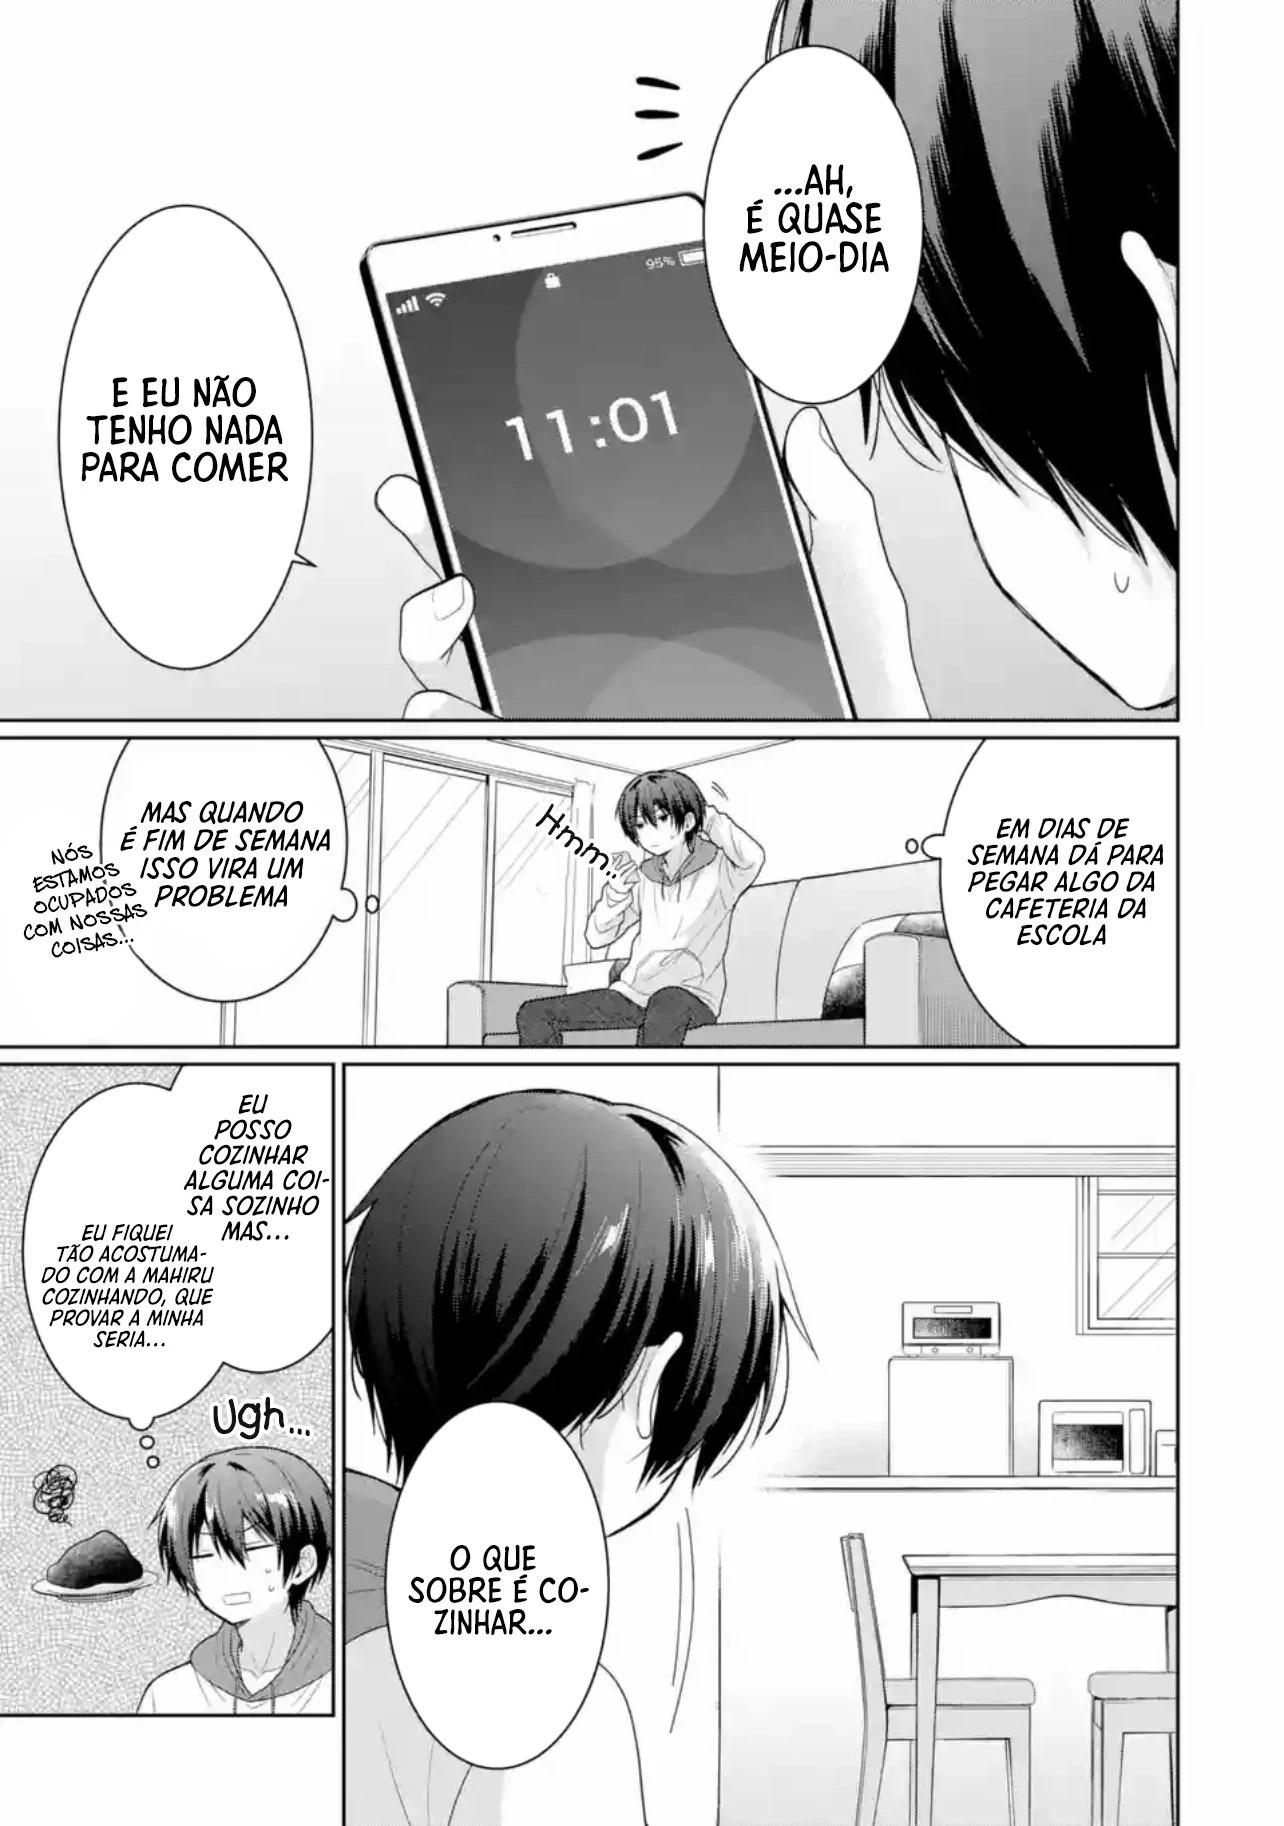 ...AH,
É QUASE
MEIO-DIA
95%
11:01
E EU NÃO
TENHO NADA
PARA COMER
EM DIAS DE
SEMANA DÁ PARA
PEGAR ALGO DA
CAFETERIA DA
ESCOLA
Hmm...
MAS QUANDO
É FIM DE SEMANA
ISSO VIRA UM
PROBLEMA
NÓS
ESTAMOS
OCUPADOS
COM NOSSAS
COISAS...
O QUE
SOBRE É CO-
ZINHAR...
EU
POSSO
COZINHAR
ALGUMA COI-
SA SOZINHO
MAS...
EU FIQUEI
TÃO ACOSTUMA-
DO COM A MAHIRU
COZINHANDO, QUE
PROVAR A MINHA
SERIA...
Ugh...